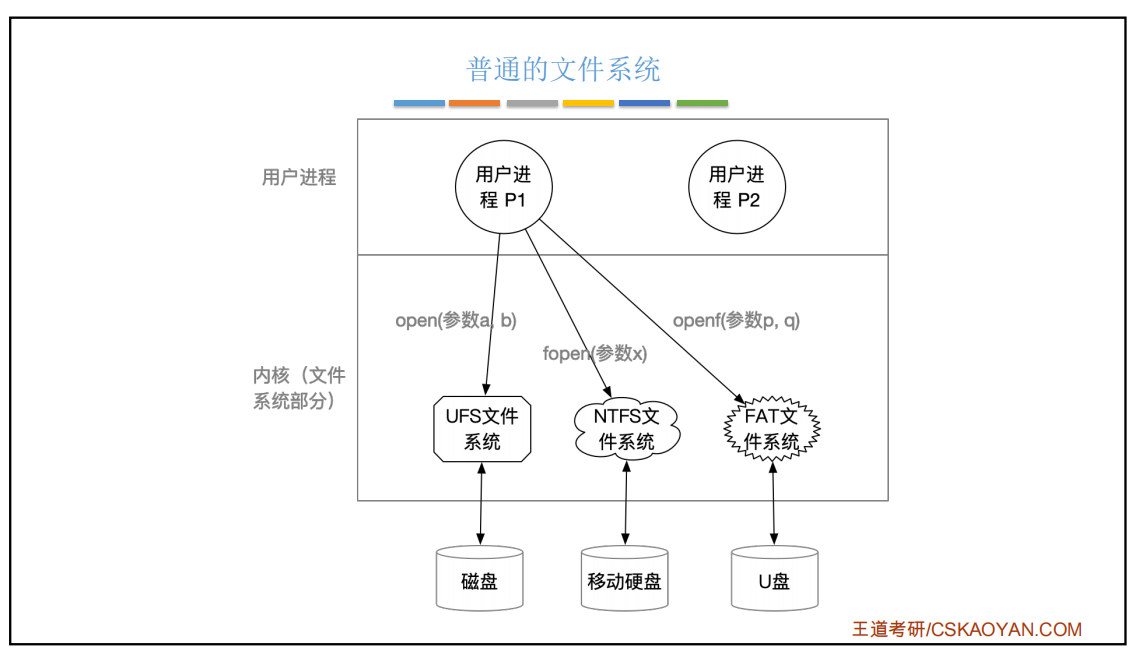 普通的文件系统
用户进程
用户进
程 P1
用户进
程 P2
open(参数a, b)
openf(参数p, q)
fopen(参数x)
内核（文件
系统部分）
UFS文件
系统
NTFS文
件系统
FAT文
件系统
磁盘
移动硬盘
U盘
王道考研/CSKAOYAN.COM